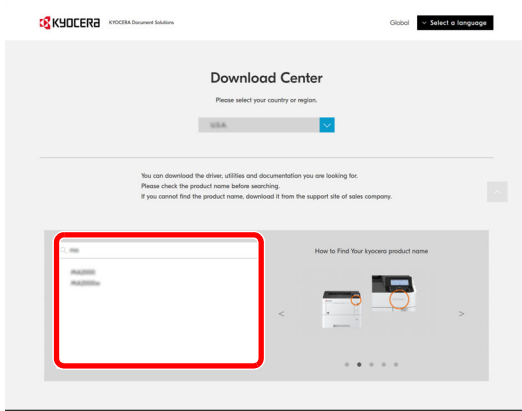 KYOCERA
KYOCERA Document Solutions
Global
Select a language
Download Center
Please select your country or region.
U.S.A.
You can download the driver, utilities and documentation you are looking for.
Please check the product name before searching.
If you cannot find the product name, download it from the support site of sales company.
ma
MA2000
MA2000w
How to Find Your kyocera product name
<
>